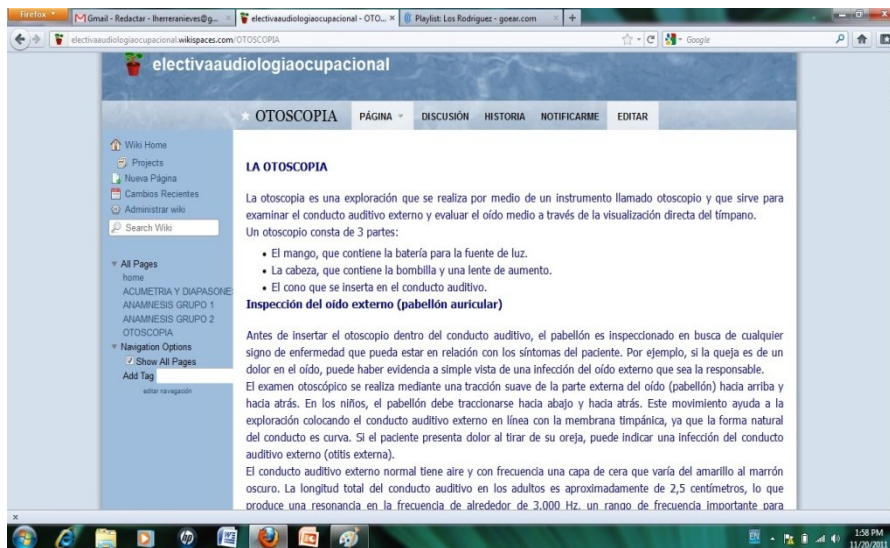 Firefox
Gmail - Redactar - lherreranieves@g...
electivaaudiologiaocupacional - OTO...
Playlist: Los Rodriguez - goear.com
electivaaudiologiaocupacional.wikispaces.com/OTOSCOPIA
Google
electivaaudiologiaocupacional
OTOSCOPIA PÁGINA DISCUSIÓN HISTORIA NOTIFICARME EDITAR
Wiki Home
Projects
Nueva Página
Cambios Recientes
Administrar wiki
Search Wiki
All Pages
home
ACUMETRIA Y DIAPASONE
ANAMNESIS GRUPO 1
ANAMNESIS GRUPO 2
OTOSCOPIA
Navigation Options
Show All Pages
Add Tag
editar navegación
LA OTOSCOPIA
La otoscopia es una exploración que se realiza por medio de un instrumento llamado otoscopio y que sirve para
examinar el conducto auditivo externo y evaluar el oído medio a través de la visualización directa del tímpano.
Un otoscopio consta de 3 partes:
• El mango, que contiene la batería para la fuente de luz.
• La cabeza, que contiene la bombilla y una lente de aumento.
• El cono que se inserta en el conducto auditivo.
Inspección del oído externo (pabellón auricular)
Antes de insertar el otoscopio dentro del conducto auditivo, el pabellón es inspeccionado en busca de cualquier
signo de enfermedad que pueda estar en relación con los síntomas del paciente. Por ejemplo, si la queja es de un
dolor en el oído, puede haber evidencia a simple vista de una infección del oído externo que sea la responsable.
El examen otoscópico se realiza mediante una tracción suave de la parte externa del oído (pabellón) hacia arriba y
hacia atrás. En los niños, el pabellón debe traccionarse hacia abajo y hacia atrás. Este movimiento ayuda a la
exploración colocando el conducto auditivo externo en línea con la membrana timpánica, ya que la forma natural
del conducto es curva. Si el paciente presenta dolor al tirar de su oreja, puede indicar una infección del conducto
auditivo externo (otitis externa).
El conducto auditivo externo normal tiene aire y con frecuencia una capa de cera que varía del amarillo al marrón
oscuro. La longitud total del conducto auditivo en los adultos es aproximadamente de 2,5 centímetros, lo que
produce una resonancia en la frecuencia de alrededor de 3.000 Hz, un rango de frecuencia importante para
EN
1:58 PM
11/20/2011